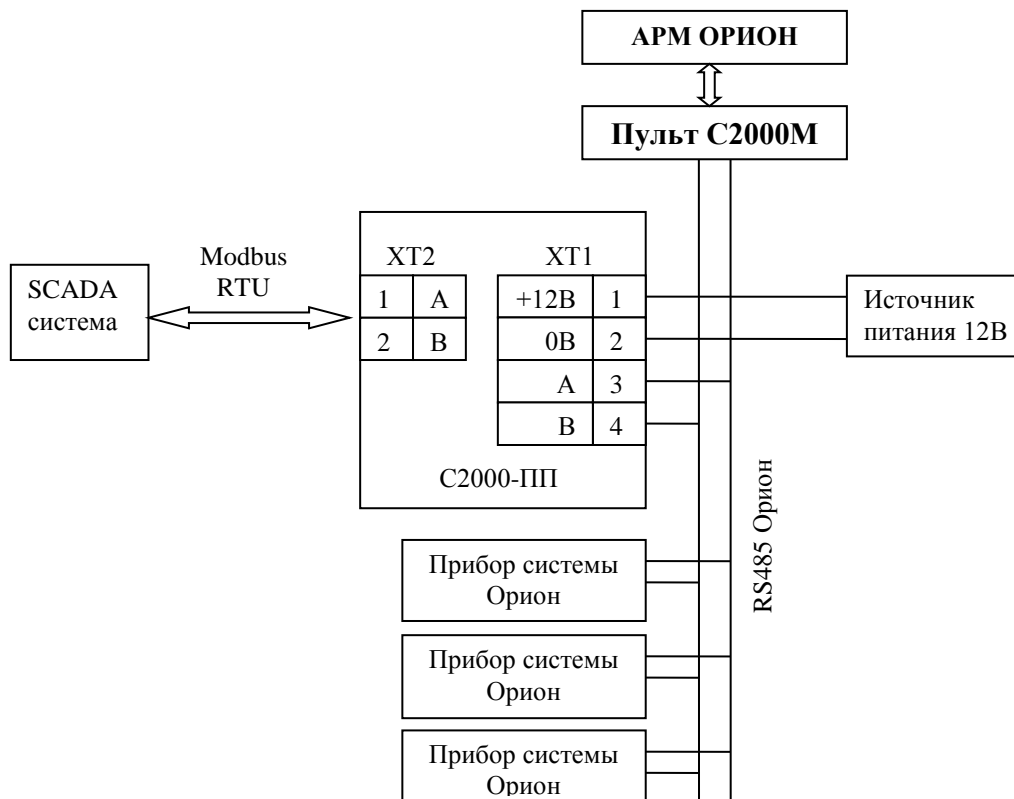 АРМ ОРИОН
Пульт С2000М
SCADA
система
Modbus
RTU
XT2
1 A
2 B
XT1
+12В 1
0В 2
A 3
B 4
С2000-ПП
Источник
питания 12В
RS485 Орион
Прибор системы
Орион
Прибор системы
Орион
Прибор системы
Орион